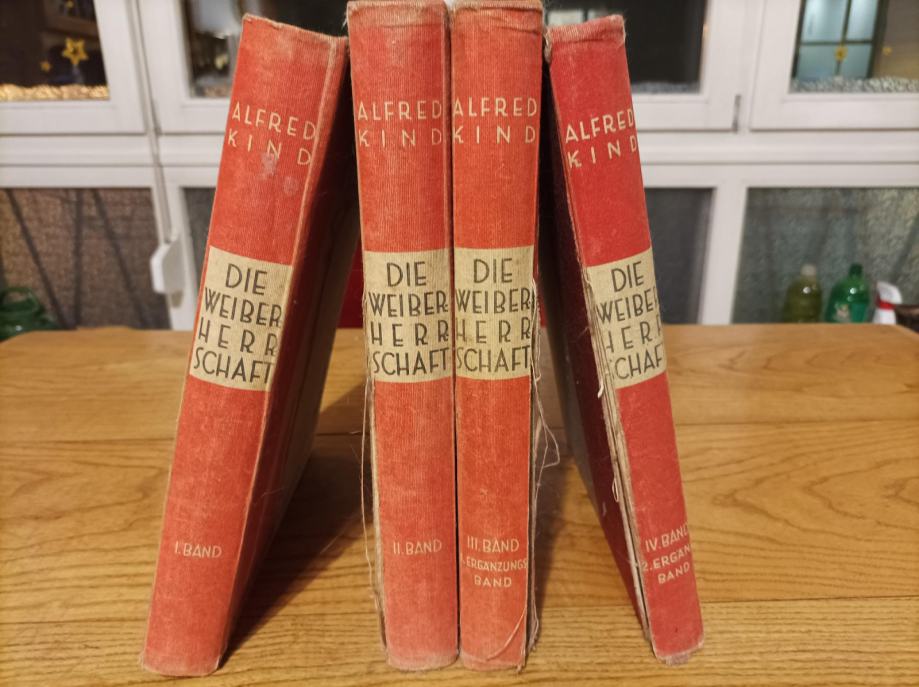 ALFRED
KIND
DIE
WEIBER
HERR
SCHAFT
I. BAND
ALFRED
KIND
DIE
WEIBER
HERR
SCHAFT
II. BAND
ALFRED
KIND
DIE
WEIBER
HERR
SCHAFT
III. BAND
1. ERGÄNZUNGS
BAND
ALFRED
KIND
DIE
WEIBER
HERR
SCHAFT
IV. BAND
2. ERGÄN
BAND